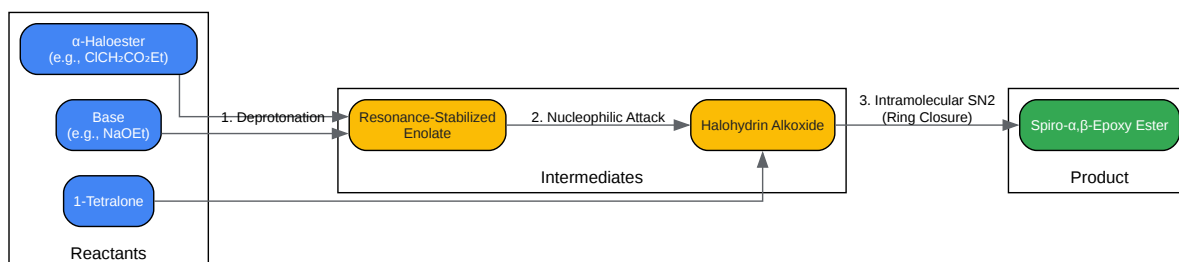 α-Haloester
(e.g., ClCH₂CO₂Et)
Base
(e.g., NaOEt)
1-Tetralone
Reactants
1. Deprotonation
Resonance-Stabilized
Enolate
2. Nucleophilic Attack
Halohydrin Alkoxide
Intermediates
3. Intramolecular SN2
(Ring Closure)
Spiro-α,β-Epoxy Ester
Product